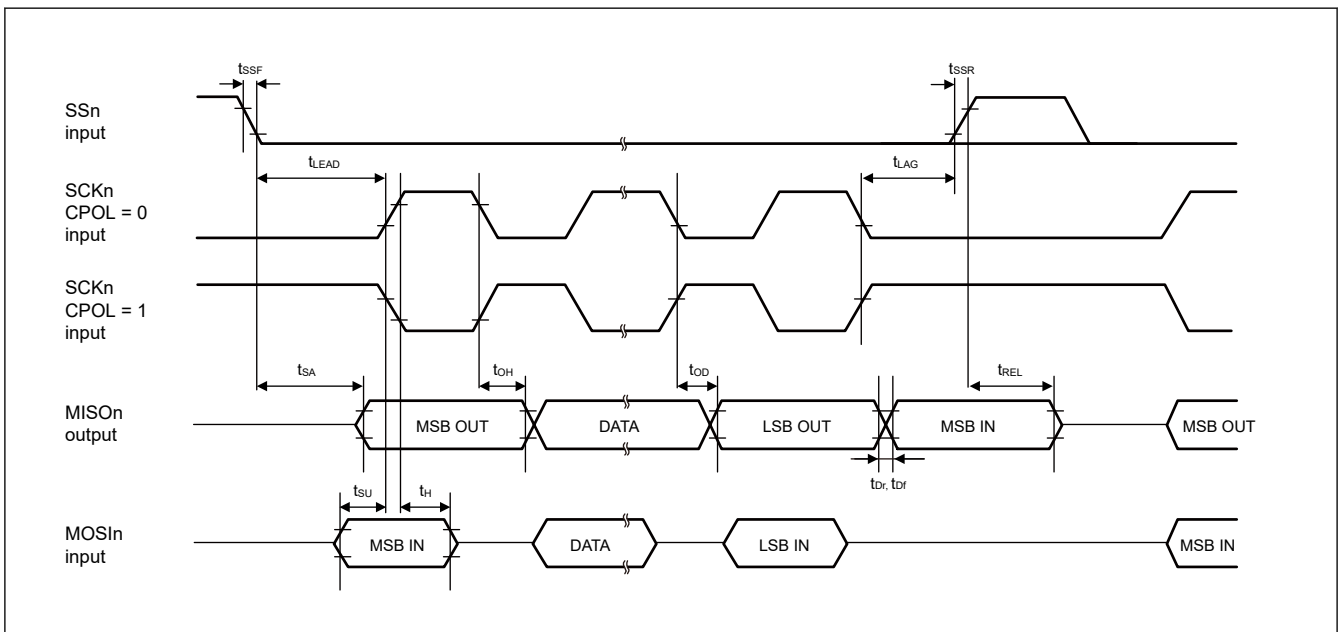 tSSF
tSSR
SSn
input
tLEAD
tLAG
SCKn
CPOL = 0
input
SCKn
CPOL = 1
input
tSA
tOH
tOD
tREL
MISOn
output
MSB OUT
DATA
LSB OUT
MSB IN
MSB OUT
tDr, tDf
tSU
tH
MOSIn
input
MSB IN
DATA
LSB IN
MSB IN